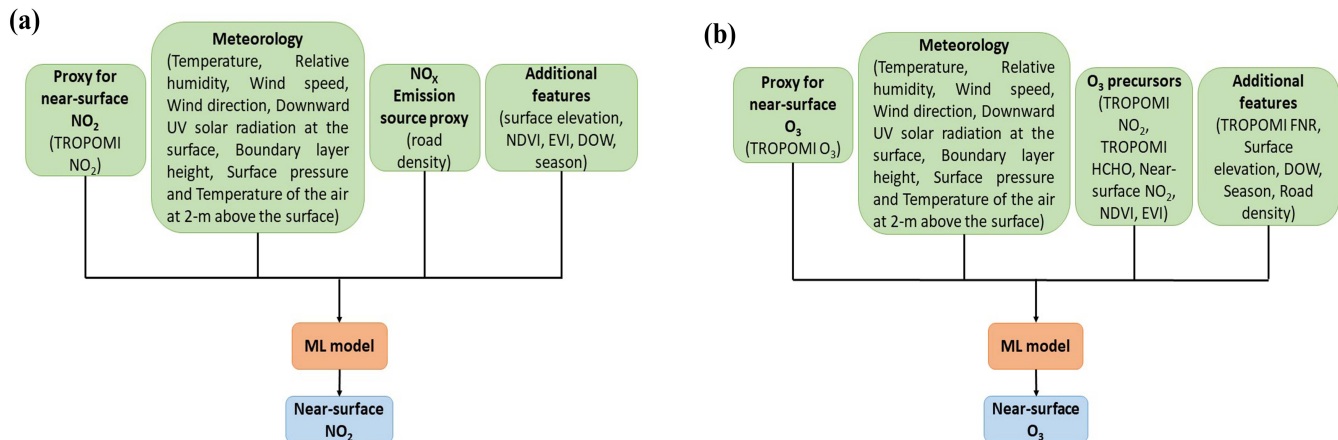 (a)
Proxy for
near-surface
NO₂
(TROPOMI
NO₂)
Meteorology
(Temperature, Relative
humidity, Wind speed,
Wind direction, Downward
UV solar radiation at the
surface, Boundary layer
height, Surface pressure
and Temperature of the air
at 2-m above the surface)
NOₓ
Emission
source proxy
(road
density)
Additional
features
(surface elevation,
NDVI, EVI, DOW,
season)
ML model
Near-surface
NO₂
(b)
Proxy for
near-surface
O₃
(TROPOMI O₃)
Meteorology
(Temperature, Relative
humidity, Wind speed,
Wind direction, Downward
UV solar radiation at the
surface, Boundary layer
height, Surface pressure
and Temperature of the air
at 2-m above the surface)
O₃ precursors
(TROPOMI
NO₂,
TROPOMI
HCHO, Near-
surface NO₂,
NDVI, EVI)
Additional
features
(TROPOMI FNR,
Surface
elevation, DOW,
Season, Road
density)
ML model
Near-surface
O₃